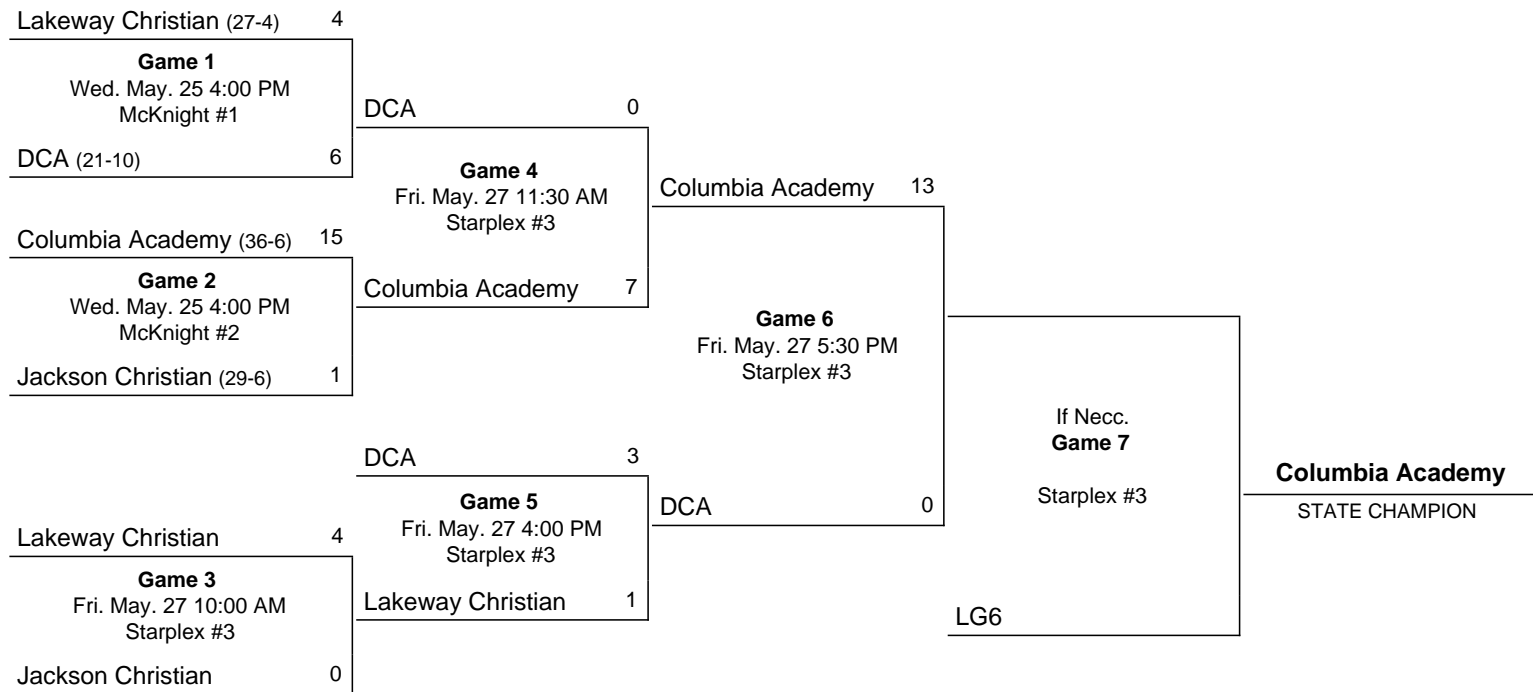 Lakeway Christian (27-4) 4
Game 1
Wed. May. 25 4:00 PM
McKnight #1
DCA (21-10) 6
Columbia Academy (36-6) 15
Game 2
Wed. May. 25 4:00 PM
McKnight #2
Jackson Christian (29-6) 1
Lakeway Christian 4
Game 3
Fri. May. 27 10:00 AM
Starplex #3
Jackson Christian 0
DCA 0
Game 4
Fri. May. 27 11:30 AM
Starplex #3
Columbia Academy 7
DCA 3
Game 5
Fri. May. 27 4:00 PM
Starplex #3
Lakeway Christian 1
Columbia Academy 13
Game 6
Fri. May. 27 5:30 PM
Starplex #3
DCA 0
If Necc.
Game 7
Starplex #3
LG6
Columbia Academy
STATE CHAMPION